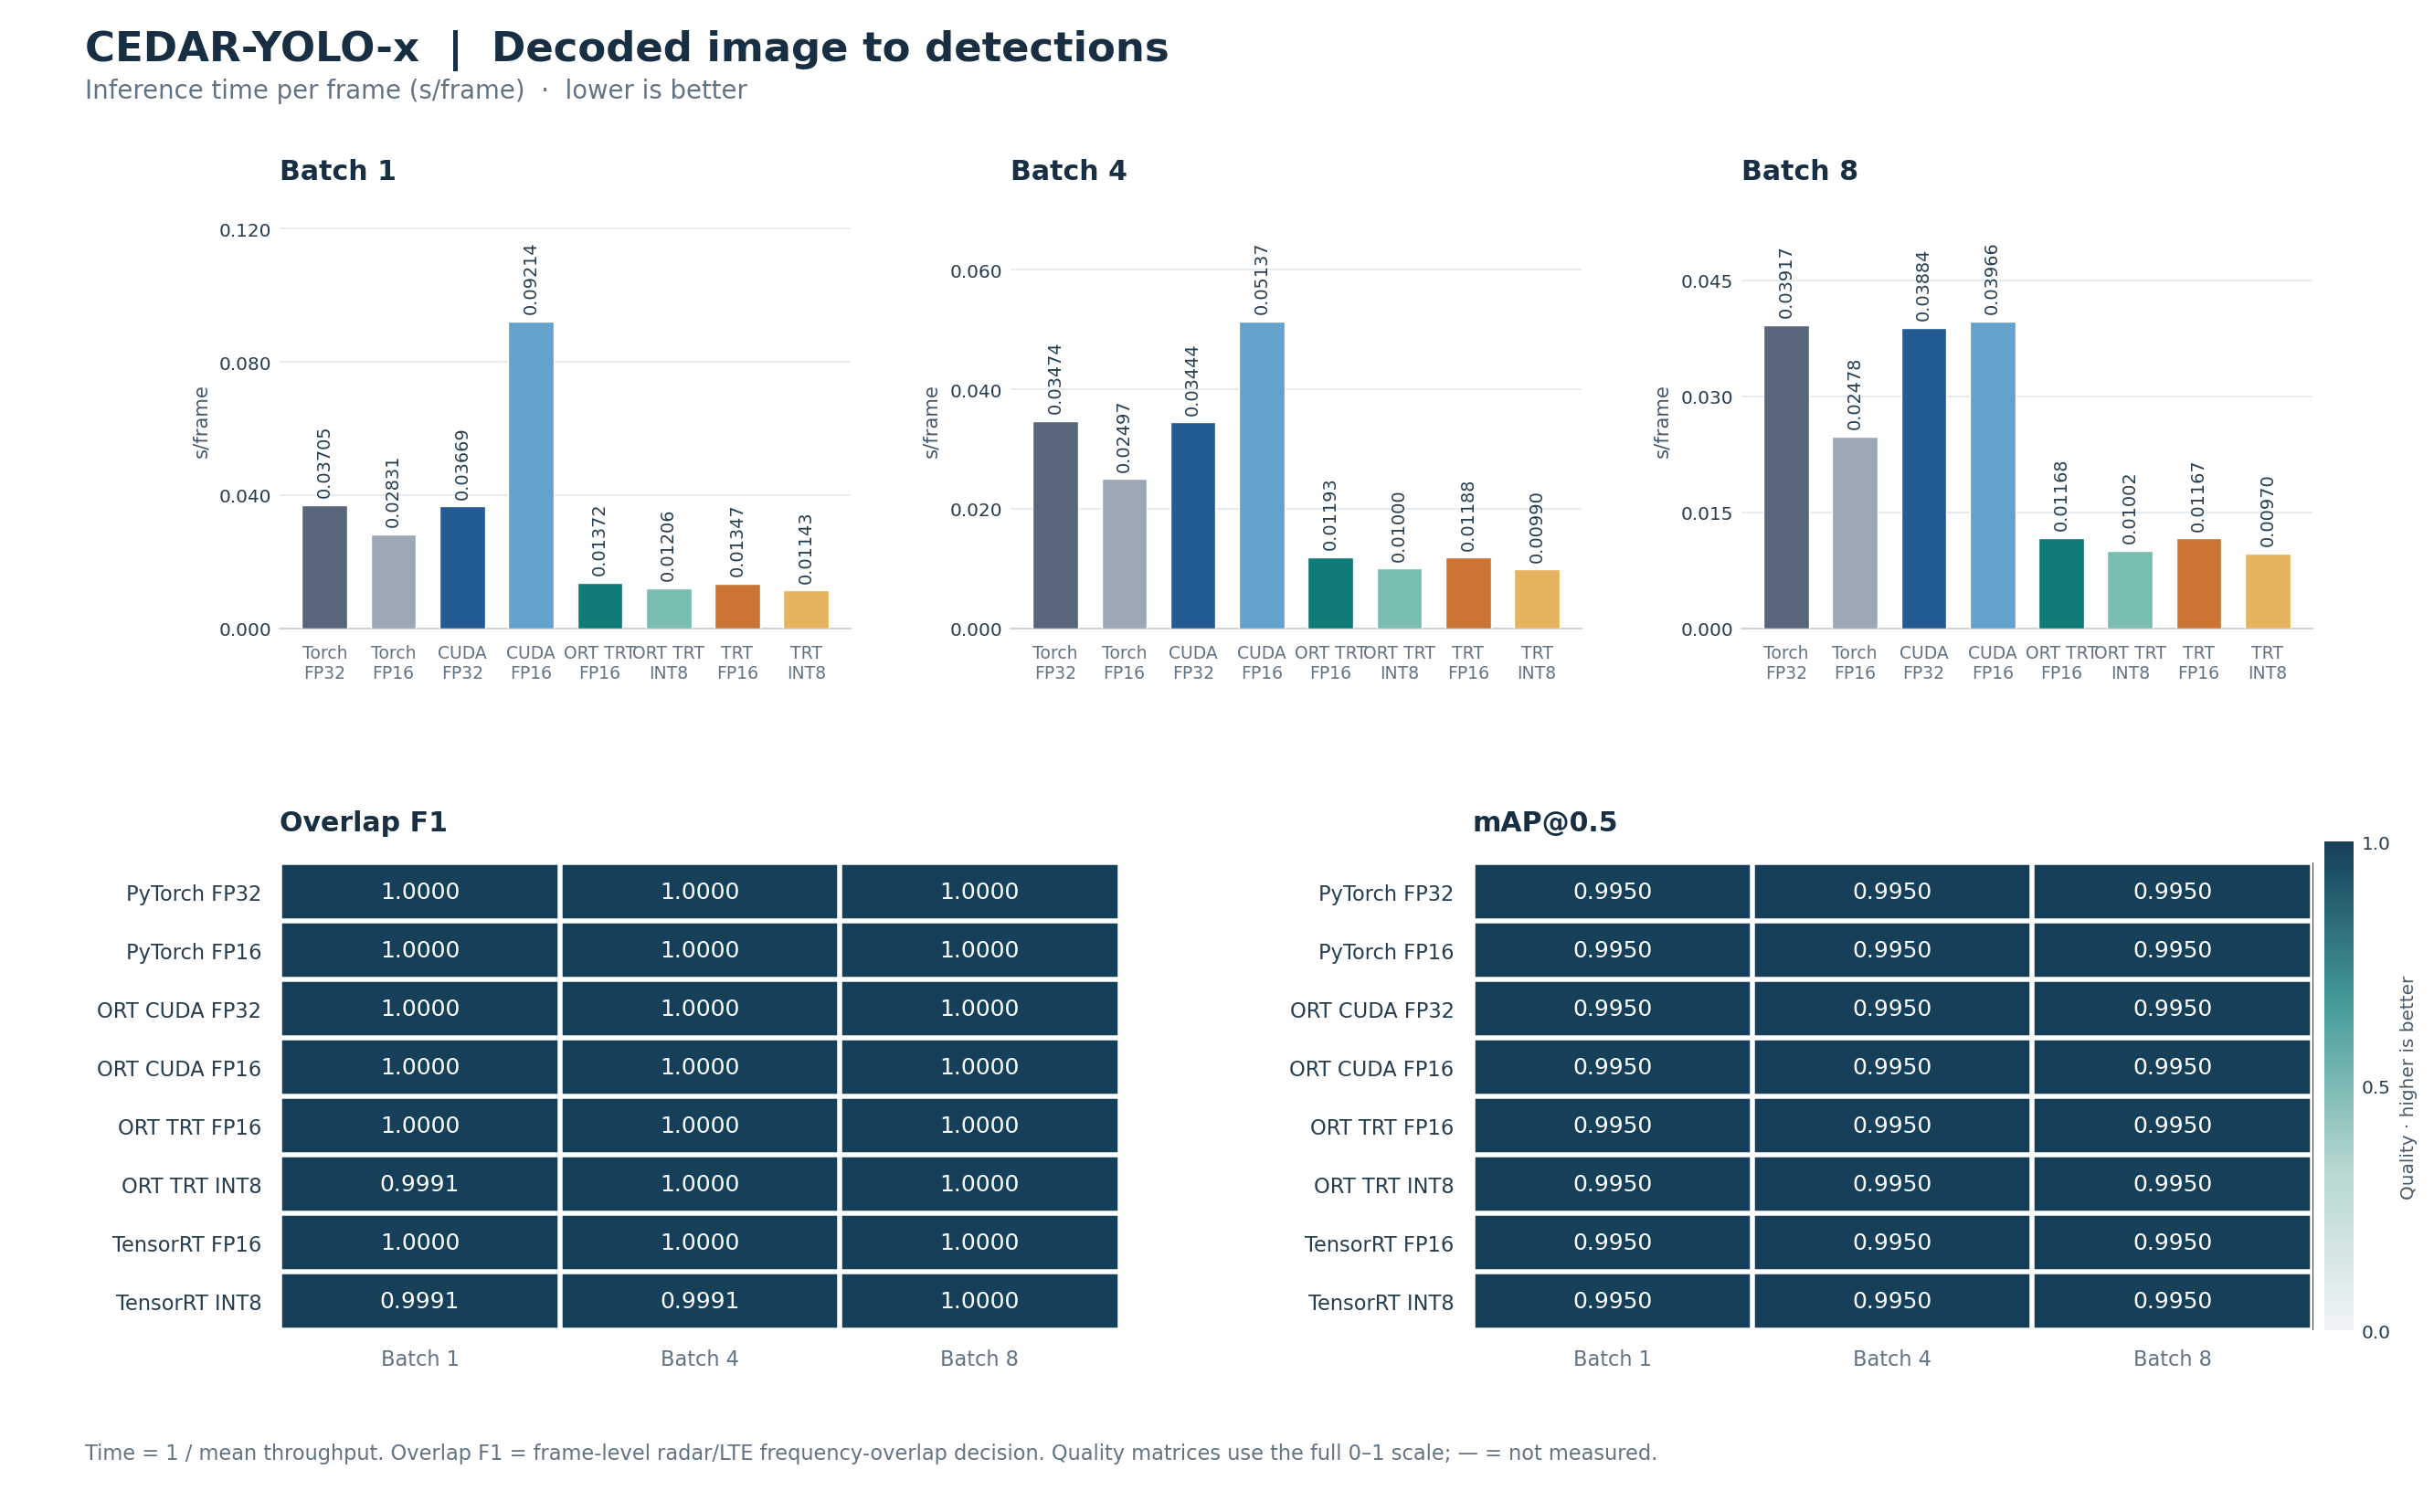 CEDAR-YOLO-x | Decoded image to detections
Inference time per frame (s/frame) · lower is better
Batch 1
s/frame
0.120
0.080
0.040
0.000
0.03705
0.02831
0.03669
0.09214
0.01372
0.01206
0.01347
0.01143
Torch FP32
Torch FP16
CUDA FP32
CUDA FP16
ORT TRT FP16
ORT TRT INT8
TRT FP16
TRT INT8
Batch 4
s/frame
0.060
0.040
0.020
0.000
0.03474
0.02497
0.03444
0.05137
0.01193
0.01000
0.01188
0.00990
Torch FP32
Torch FP16
CUDA FP32
CUDA FP16
ORT TRT FP16
ORT TRT INT8
TRT FP16
TRT INT8
Batch 8
s/frame
0.045
0.030
0.015
0.000
0.03917
0.02478
0.03884
0.03966
0.01168
0.01002
0.01167
0.00970
Torch FP32
Torch FP16
CUDA FP32
CUDA FP16
ORT TRT FP16
ORT TRT INT8
TRT FP16
TRT INT8
Overlap F1
PyTorch FP32 1.0000 1.0000 1.0000
PyTorch FP16 1.0000 1.0000 1.0000
ORT CUDA FP32 1.0000 1.0000 1.0000
ORT CUDA FP16 1.0000 1.0000 1.0000
ORT TRT FP16 1.0000 1.0000 1.0000
ORT TRT INT8 0.9991 1.0000 1.0000
TensorRT FP16 1.0000 1.0000 1.0000
TensorRT INT8 0.9991 0.9991 1.0000
Batch 1 Batch 4 Batch 8
mAP@0.5
PyTorch FP32 0.9950 0.9950 0.9950
PyTorch FP16 0.9950 0.9950 0.9950
ORT CUDA FP32 0.9950 0.9950 0.9950
ORT CUDA FP16 0.9950 0.9950 0.9950
ORT TRT FP16 0.9950 0.9950 0.9950
ORT TRT INT8 0.9950 0.9950 0.9950
TensorRT FP16 0.9950 0.9950 0.9950
TensorRT INT8 0.9950 0.9950 0.9950
Batch 1 Batch 4 Batch 8
1.0
0.5
0.0
Quality · higher is better
Time = 1 / mean throughput. Overlap F1 = frame-level radar/LTE frequency-overlap decision. Quality matrices use the full 0–1 scale; — = not measured.